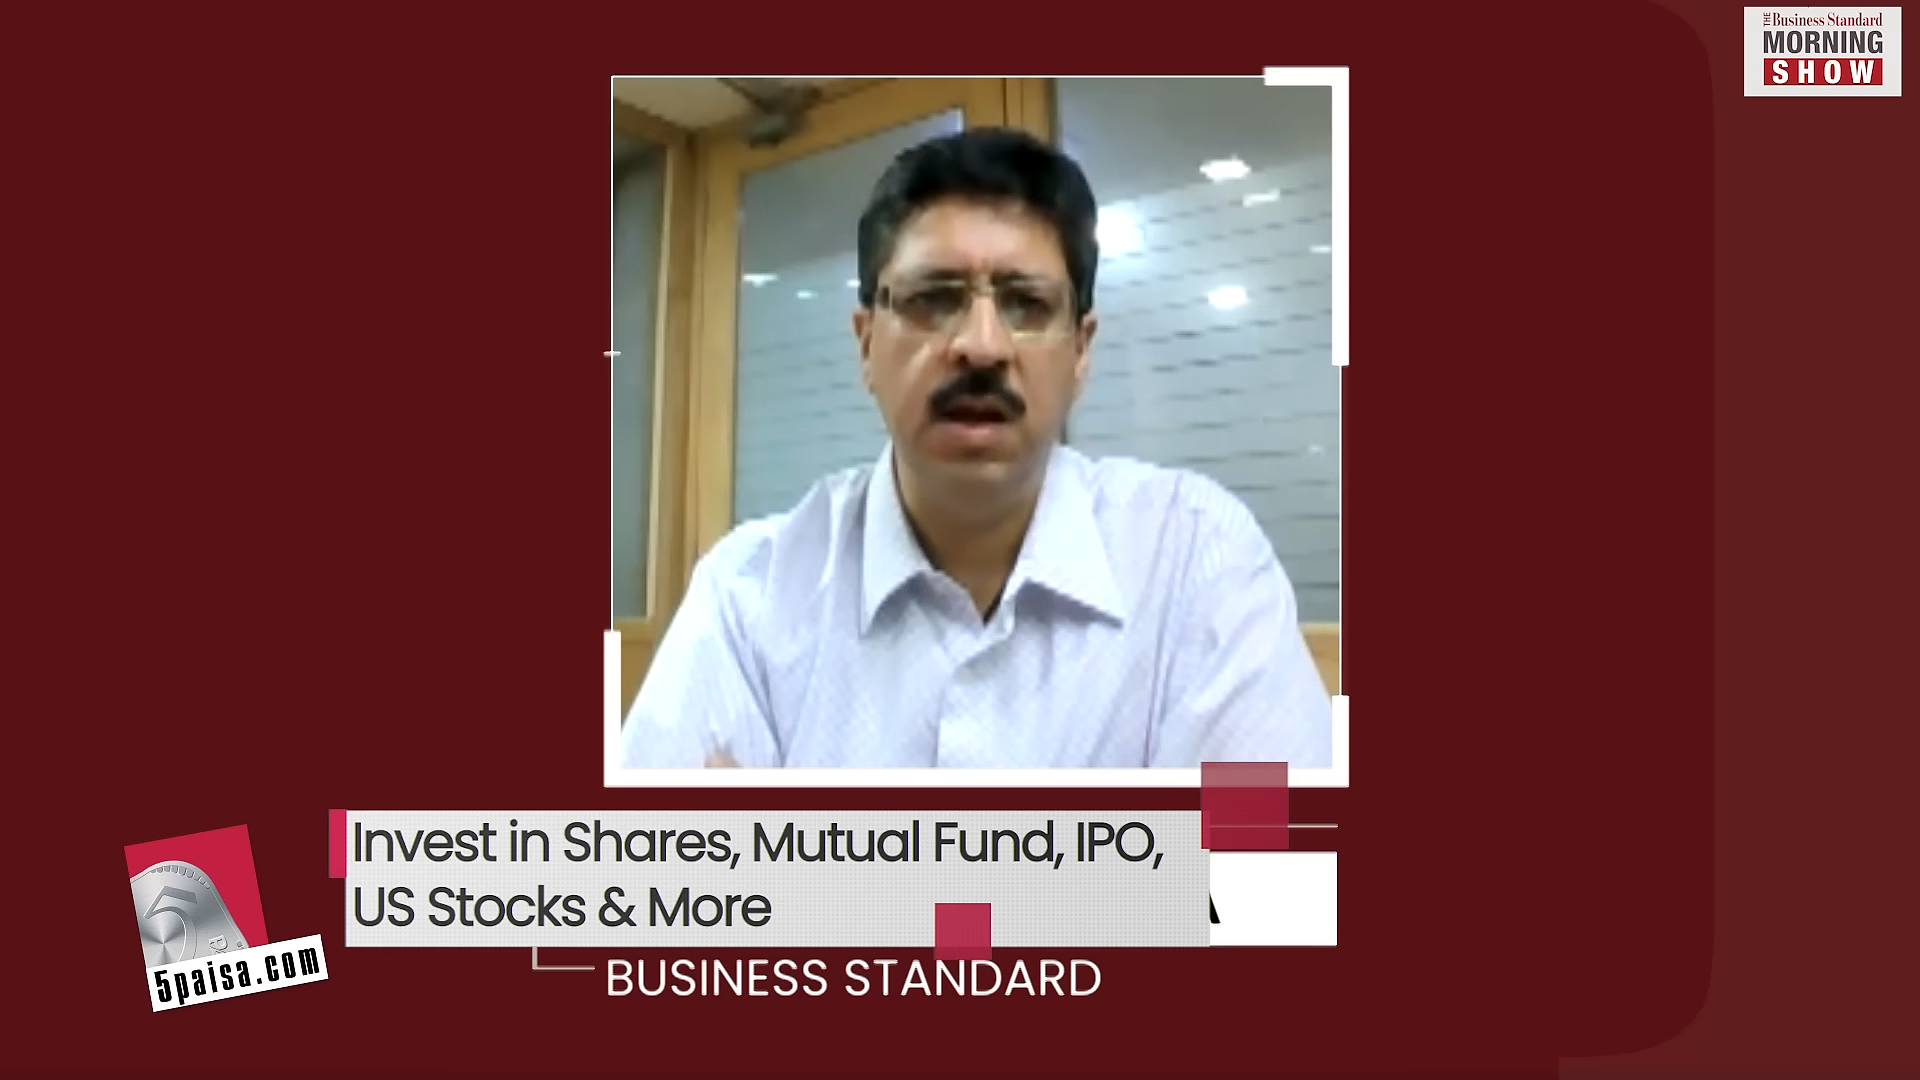 THE Business Standard
MORNING
SHOW
Invest in Shares, Mutual Fund, IPO,
US Stocks & More
5paisa.com
BUSINESS STANDARD